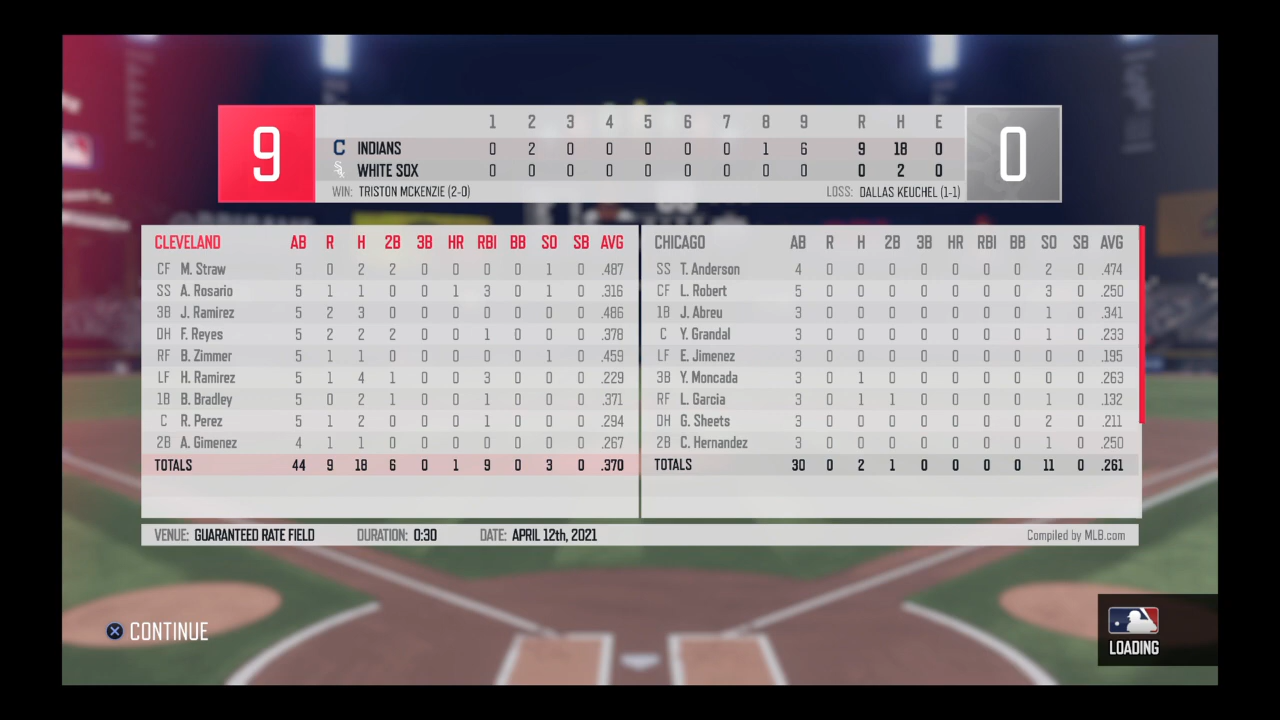 1 2 3 4 5 6 7 8 9 R H E
9 C INDIANS 0 2 0 0 0 0 0 1 6 9 18 0 0
WHITE SOX 0 0 0 0 0 0 0 0 0 0 2 0
WIN: TRISTON MCKENZIE (2-0) LOSS: DALLAS KEUCHEL (1-1)
CLEVELAND AB R H 2B 3B HR RBI BB SO SB AVG
CF M. Straw 5 0 2 2 0 0 0 0 1 0 .487
SS A. Rosario 5 1 1 0 0 1 3 0 1 0 .316
3B J. Ramirez 5 2 3 0 0 0 0 0 0 0 .486
DH F. Reyes 5 2 2 2 0 0 1 0 0 0 .378
RF B. Zimmer 5 1 1 0 0 0 0 0 1 0 .459
LF H. Ramirez 5 1 4 1 0 0 3 0 0 0 .229
1B B. Bradley 5 0 2 1 0 0 1 0 0 0 .371
C R. Perez 5 1 2 0 0 0 1 0 0 0 .294
2B A. Gimenez 4 1 1 0 0 0 0 0 0 0 .267
TOTALS 44 9 18 6 0 1 9 0 3 0 .370
CHICAGO AB R H 2B 3B HR RBI BB SO SB AVG
SS T. Anderson 4 0 0 0 0 0 0 0 2 0 .474
CF L. Robert 5 0 0 0 0 0 0 0 3 0 .250
1B J. Abreu 3 0 0 0 0 0 0 0 1 0 .341
C Y. Grandal 3 0 0 0 0 0 0 0 1 0 .233
LF E. Jimenez 3 0 0 0 0 0 0 0 0 0 .195
3B Y. Moncada 3 0 1 0 0 0 0 0 0 0 .263
RF L. Garcia 3 0 1 1 0 0 0 0 1 0 .132
DH G. Sheets 3 0 0 0 0 0 0 0 2 0 .211
2B C. Hernandez 3 0 0 0 0 0 0 0 1 0 .250
TOTALS 30 0 2 1 0 0 0 0 11 0 .261
VENUE: GUARANTEED RATE FIELD DURATION: 0:30 DATE: APRIL 12th, 2021 Compiled by MLB.com
CONTINUE
LOADING